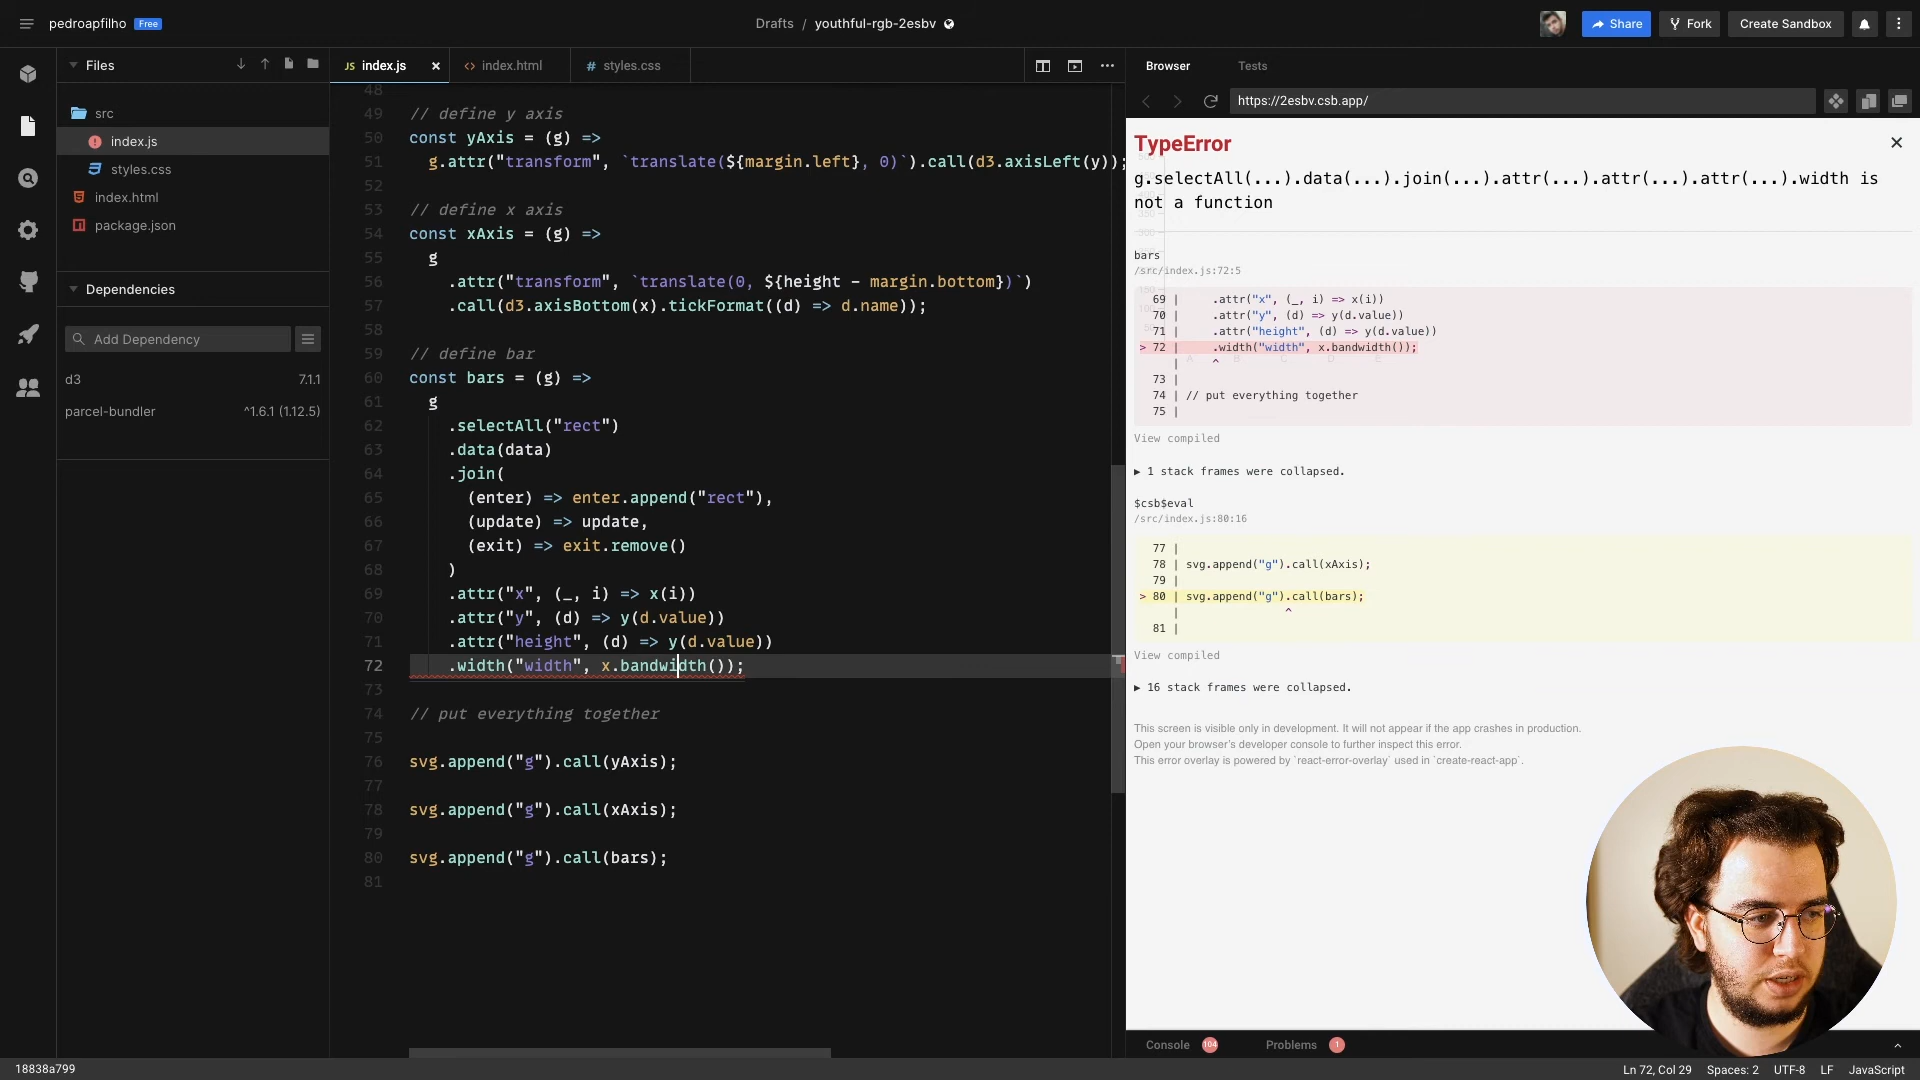 pedroapfilho Free
Drafts / youthful-rgb-2esbv
Share Fork Create Sandbox
Files
src
index.js
styles.css
index.html
package.json
Dependencies
Add Dependency
d3 7.1.1
parcel-bundler ^1.6.1 (1.12.5)
JS index.js × <> index.html # styles.css
48
49 // define y axis
50 const yAxis = (g) =>
51 g.attr("transform", `translate(${margin.left}, 0)`).call(d3.axisLeft(y));
52
53 // define x axis
54 const xAxis = (g) =>
55 g
56 .attr("transform", `translate(0, ${height - margin.bottom})`)
57 .call(d3.axisBottom(x).tickFormat((d) => d.name));
58
59 // define bar
60 const bars = (g) =>
61 g
62 .selectAll("rect")
63 .data(data)
64 .join(
65 (enter) => enter.append("rect"),
66 (update) => update,
67 (exit) => exit.remove()
68 )
69 .attr("x", (_, i) => x(i))
70 .attr("y", (d) => y(d.value))
71 .attr("height", (d) => y(d.value))
72 .width("width", x.bandwidth());
73
74 // put everything together
75
76 svg.append("g").call(yAxis);
77
78 svg.append("g").call(xAxis);
79
80 svg.append("g").call(bars);
81
Browser Tests
https://2esbv.csb.app/
TypeError
g.selectAll(...).data(...).join(...).attr(...).attr(...).attr(...).width is
not a function
bars
/src/index.js:72:5
69 | .attr("x", (_, i) => x(i))
70 | .attr("y", (d) => y(d.value))
71 | .attr("height", (d) => y(d.value))
> 72 | .width("width", x.bandwidth());
| ^
73 |
74 | // put everything together
75 |
View compiled
▶ 1 stack frames were collapsed.
$csb$eval
/src/index.js:80:16
77 |
78 | svg.append("g").call(xAxis);
79 |
> 80 | svg.append("g").call(bars);
| ^
81 |
View compiled
▶ 16 stack frames were collapsed.
This screen is visible only in development. It will not appear if the app crashes in production.
Open your browser's developer console to further inspect this error.
This error overlay is powered by `react-error-overlay` used in `create-react-app`.
Console 104 Problems 1
18838a799
Ln 72, Col 29 Spaces: 2 UTF-8 LF JavaScript